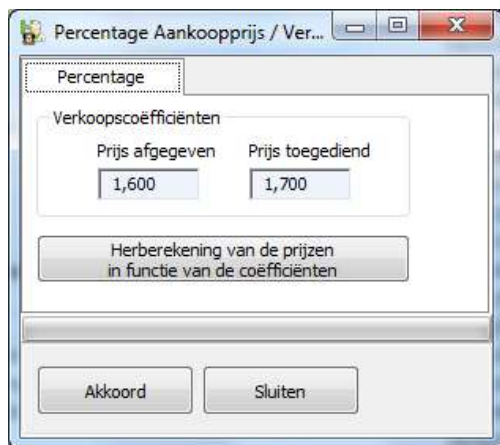 Percentage Aankoopprijs / Ver...
Percentage
Verkoopscoëfficiënten
Prijs afgegeven Prijs toegediend
1,600 1,700
Herberekening van de prijzen
in functie van de coëfficiënten
Akkoord Sluiten